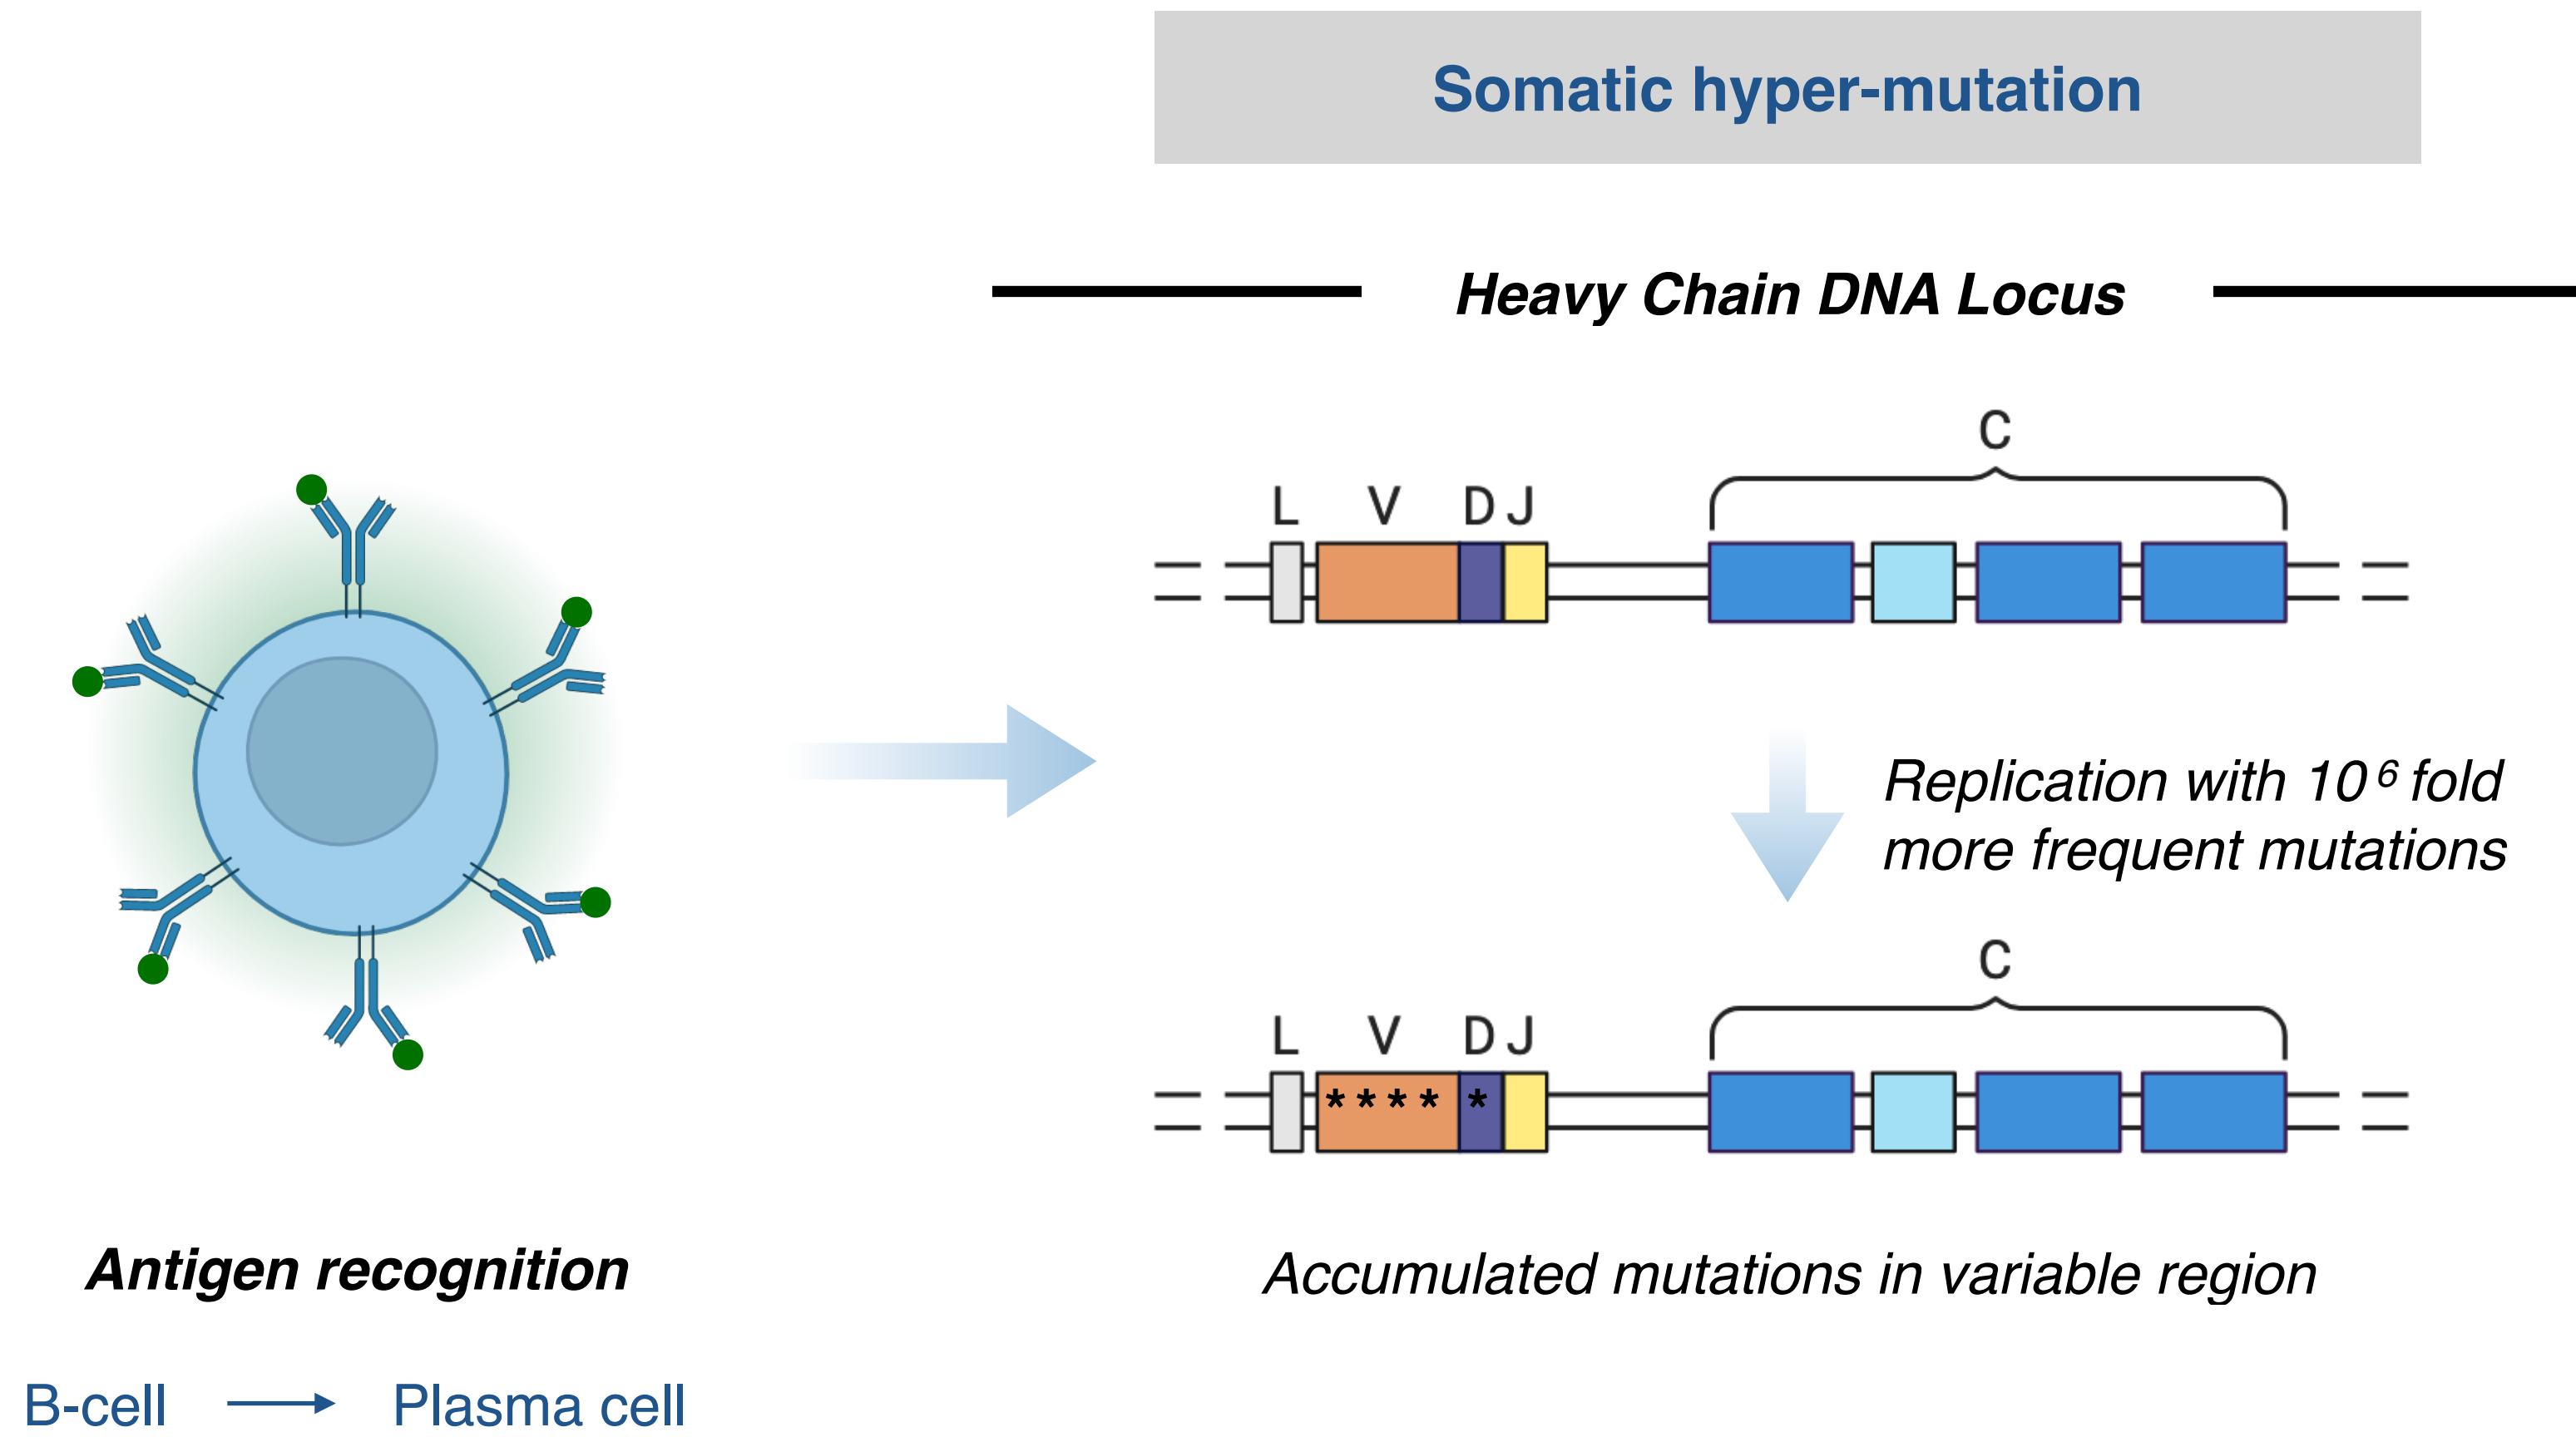 Somatic hyper-mutation
Heavy Chain DNA Locus
C
L V D J
Replication with 10⁶ fold
more frequent mutations
C
L V D J
**** *
Antigen recognition
Accumulated mutations in variable region
B-cell → Plasma cell